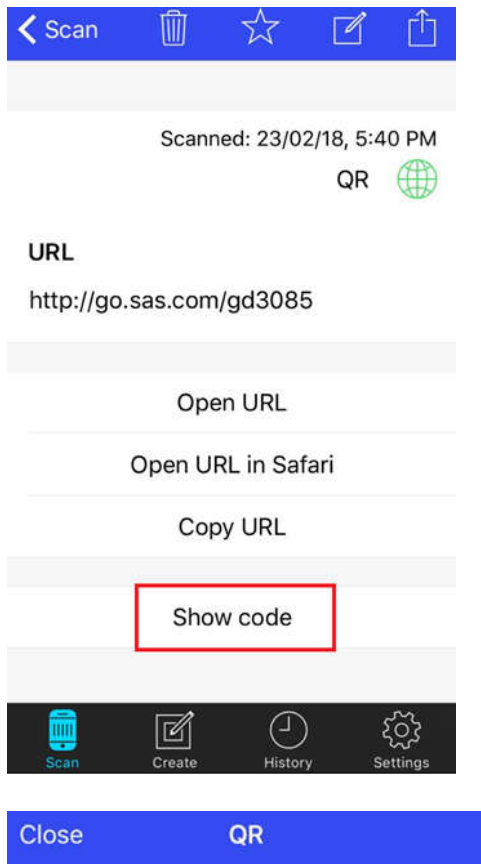 Scan
Scanned: 23/02/18, 5:40 PM
QR
URL
http://go.sas.com/gd3085
Open URL
Open URL in Safari
Copy URL
Show code
Scan Create History Settings
Close QR